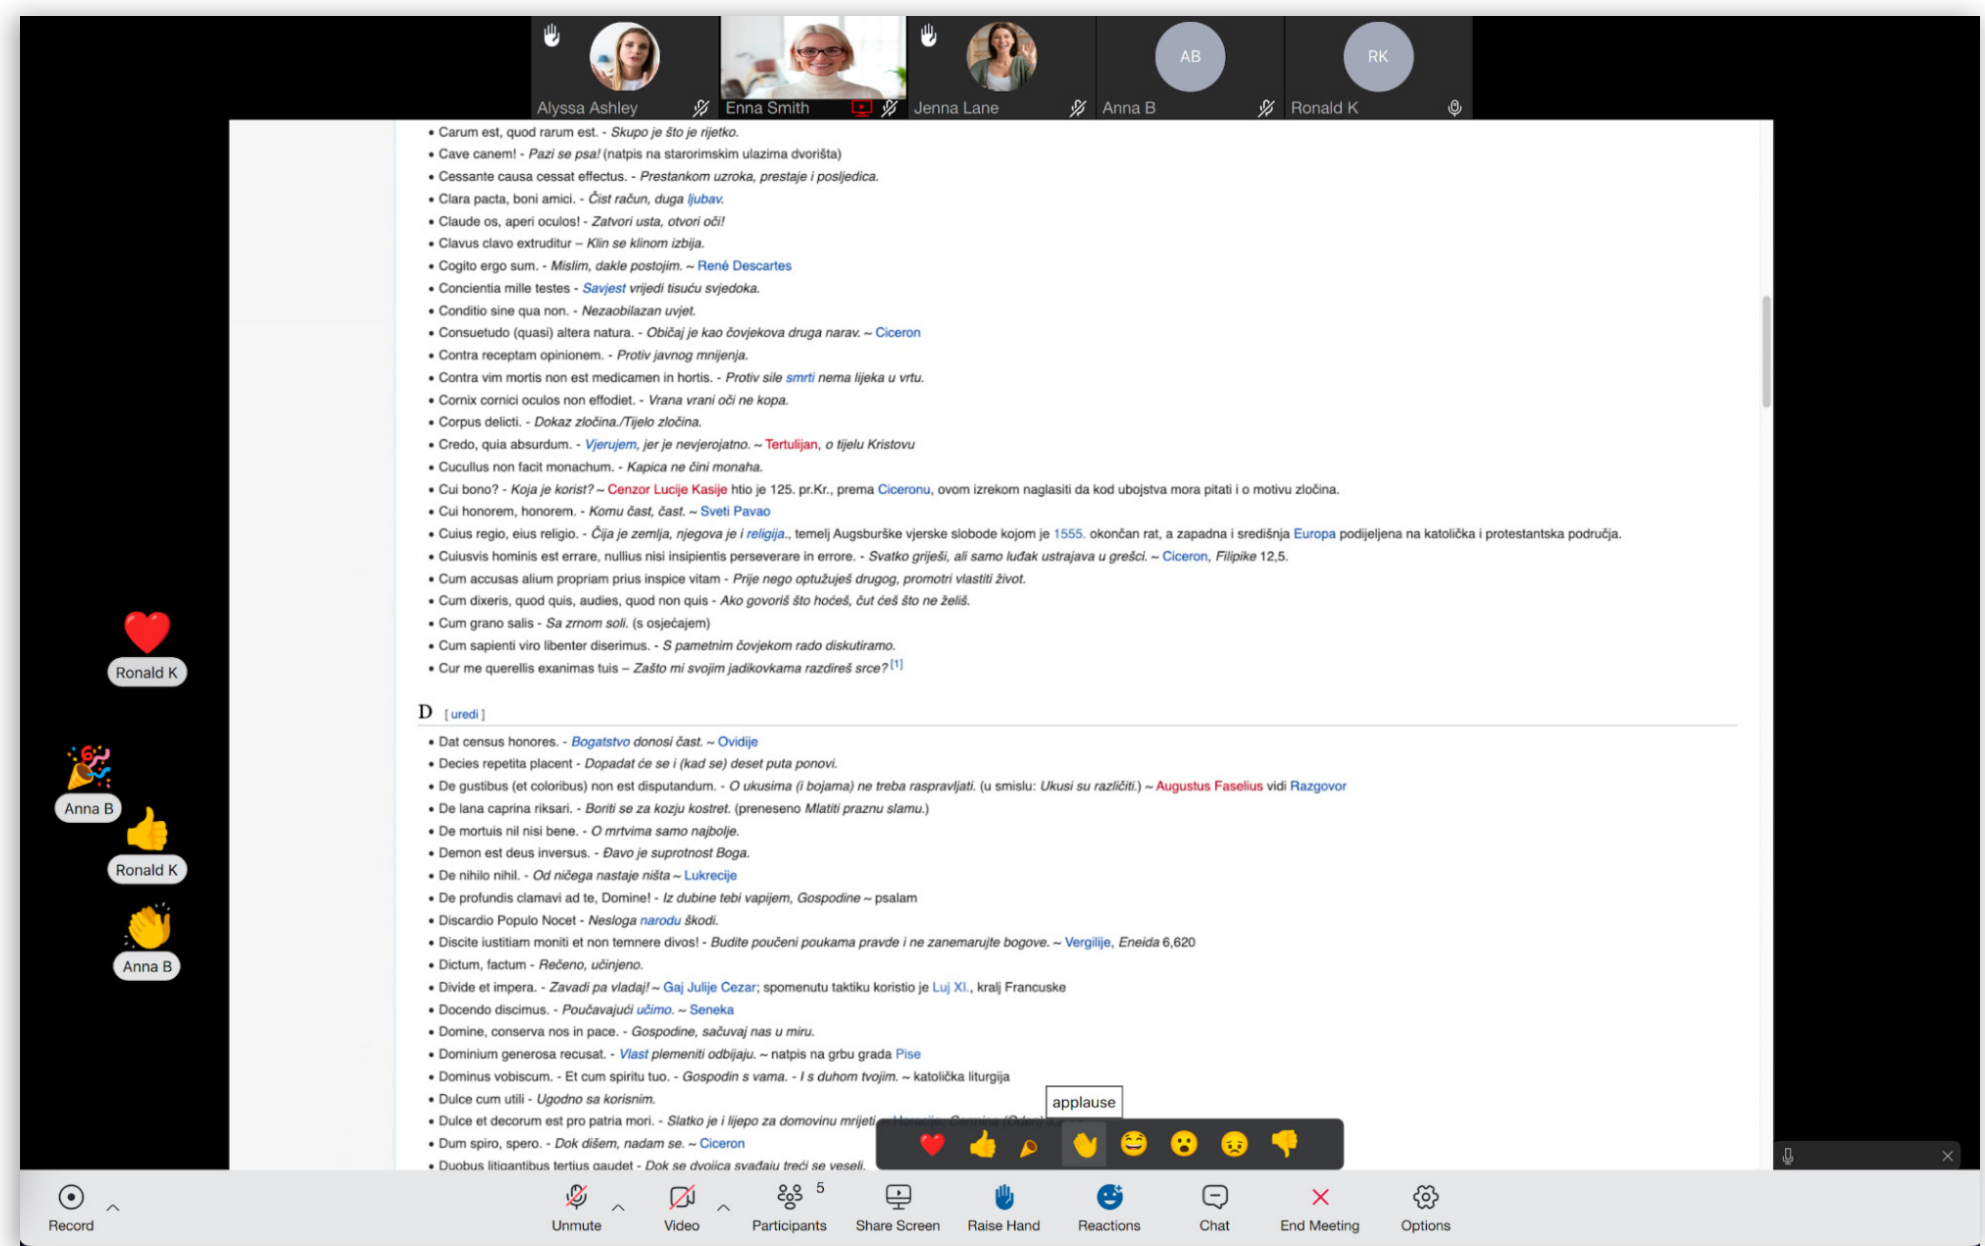 AB
RK
Alyssa Ashley
Enna Smith
Jenna Lane
Anna B
Ronald K
• Carum est, quod rarum est. - Skupo je što je rijetko.
• Cave canem! - Pazi se psa! (natpis na starorimskim ulazima dvorišta)
• Cessante causa cessat effectus. - Prestankom uzroka, prestaje i posljedica.
• Clara pacta, boni amici. - Čist račun, duga ljubav.
• Claude os, aperi oculos! - Zatvori usta, otvori oči!
• Clavus clavo extruditur – Klin se klinom izbija.
• Cogito ergo sum. - Mislim, dakle postojim. ~ René Descartes
• Concientia mille testes - Savjest vrijedi tisuću svjedoka.
• Conditio sine qua non. - Nezaobilazan uvjet.
• Consuetudo (quasi) altera natura. - Običaj je kao čovjekova druga narav. ~ Ciceron
• Contra receptam opinionem. - Protiv javnog mnijenja.
• Contra vim mortis non est medicamen in hortis. - Protiv sile smrti nema lijeka u vrtu.
• Cornix cornici oculos non effodiet. - Vrana vrani oči ne kopa.
• Corpus delicti. - Dokaz zločina./Tijelo zločina.
• Credo, quia absurdum. - Vjerujem, jer je nevjerojatno. ~ Tertulijan, o tijelu Kristovu
• Cucullus non facit monachum. - Kapica ne čini monaha.
• Cui bono? - Koja je korist? ~ Cenzor Lucije Kasije htio je 125. pr.Kr., prema Ciceronu, ovom izrekom naglasiti da kod ubojstva mora pitati i o motivu zločina.
• Cui honorem, honorem. - Komu čast, čast. ~ Sveti Pavao
• Cuius regio, eius religio. - Čija je zemlja, njegova je i religija., temelj Augsburške vjerske slobode kojom je 1555. okončan rat, a zapadna i središnja Europa podijeljena na katolička i protestantska područja.
• Cuiusvis hominis est errare, nullius nisi insipientis perseverare in errore. - Svatko griješi, ali samo luđak ustrajava u grešci. ~ Ciceron, Filipike 12,5.
• Cum accusas alium propriam prius inspice vitam - Prije nego optužuješ drugog, promotri vlastiti život.
• Cum dixeris, quod quis, audies, quod non quis - Ako govoriš što hoćeš, čut ćeš što ne želiš.
• Cum grano salis - Sa zrnom soli. (s osjećajem)
• Cum sapienti viro libenter diserimus. - S pametnim čovjekom rado diskutiramo.
• Cur me querellis exanimas tuis – Zašto mi svojim jadikovkama razdireš srce? [1]
D [ uredi ]
• Dat census honores. - Bogatstvo donosi čast. ~ Ovidije
• Decies repetita placent - Dopadat će se i (kad se) deset puta ponovi.
• De gustibus (et coloribus) non est disputandum. - O ukusima (i bojama) ne treba raspravljati. (u smislu: Ukusi su različiti.) ~ Augustus Faselius vidi Razgovor
• De lana caprina riksari. - Boriti se za kozju kostret. (preneseno Mlatiti praznu slamu.)
• De mortuis nil nisi bene. - O mrtvima samo najbolje.
• Demon est deus inversus. - Đavo je suprotnost Boga.
• De nihilo nihil. - Od ničega nastaje ništa ~ Lukrecije
• De profundis clamavi ad te, Domine! - Iz dubine tebi vapijem, Gospodine ~ psalam
• Discardio Populo Nocet - Nesloga narodu škodi.
• Discite iustitiam moniti et non temnere divos! - Budite poučeni poukama pravde i ne zanemarujte bogove. ~ Vergilije, Eneida 6,620
• Dictum, factum - Rečeno, učinjeno.
• Divide et impera. - Zavadi pa vladaj! ~ Gaj Julije Cezar; spomenutu taktiku koristio je Luj XI., kralj Francuske
• Docendo discimus. - Poučavajući učimo. ~ Seneka
• Domine, conserva nos in pace. - Gospodine, sačuvaj nas u miru.
• Dominium generosa recusat. - Vlast plemeniti odbijaju. ~ natpis na grbu grada Pise
• Dominus vobiscum. - Et cum spiritu tuo. - Gospodin s vama. - I s duhom tvojim. ~ katolička liturgija
• Dulce cum utili - Ugodno sa korisnim.
• Dulce et decorum est pro patria mori. - Slatko je i lijepo za domovinu mrijeti. ~ Horacije, Carmina (Oden)
• Dum spiro, spero. - Dok dišem, nadam se. ~ Ciceron
• Duobus litigantibus tertius gaudet - Dok se dvojica svađaju treći se veseli.
Ronald K
Anna B
Ronald K
Anna B
applause
Record
Unmute
Video
Participants 5
Share Screen
Raise Hand
Reactions
Chat
End Meeting
Options